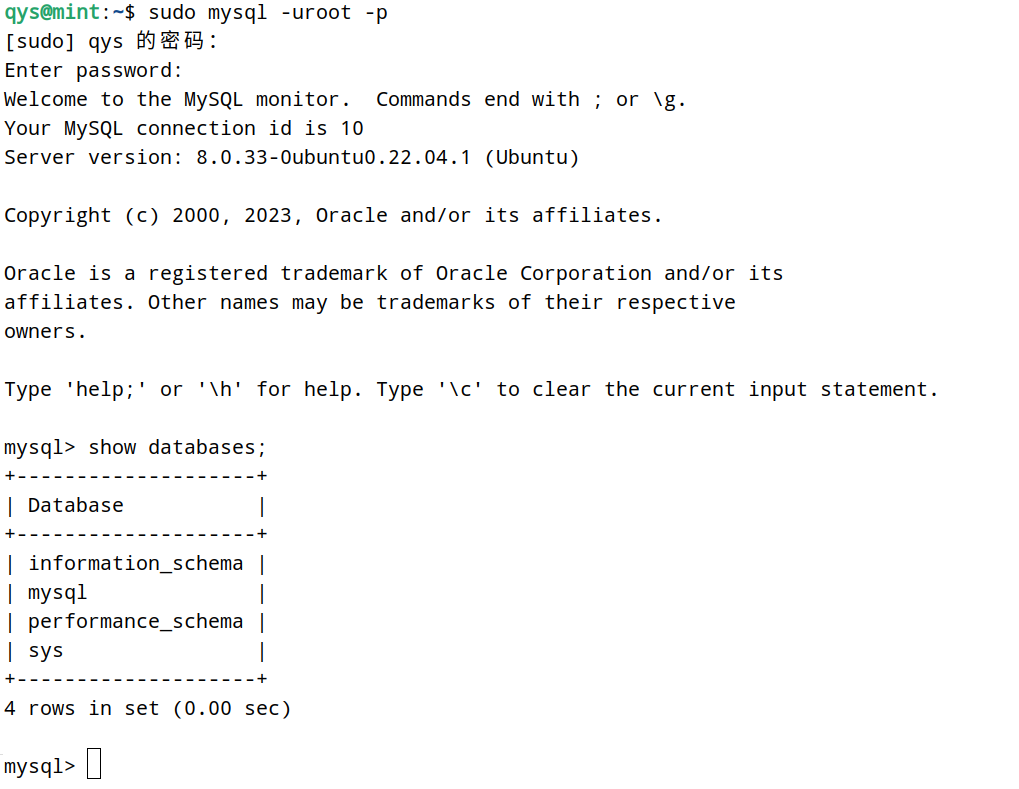 qys@mint:~$ sudo mysql -uroot -p
[sudo] qys 的密码：
Enter password:
Welcome to the MySQL monitor.  Commands end with ; or \g.
Your MySQL connection id is 10
Server version: 8.0.33-0ubuntu0.22.04.1 (Ubuntu)

Copyright (c) 2000, 2023, Oracle and/or its affiliates.

Oracle is a registered trademark of Oracle Corporation and/or its
affiliates. Other names may be trademarks of their respective
owners.

Type 'help;' or '\h' for help. Type '\c' to clear the current input statement.

mysql> show databases;
+--------------------+
| Database           |
+--------------------+
| information_schema |
| mysql              |
| performance_schema |
| sys                |
+--------------------+
4 rows in set (0.00 sec)

mysql>